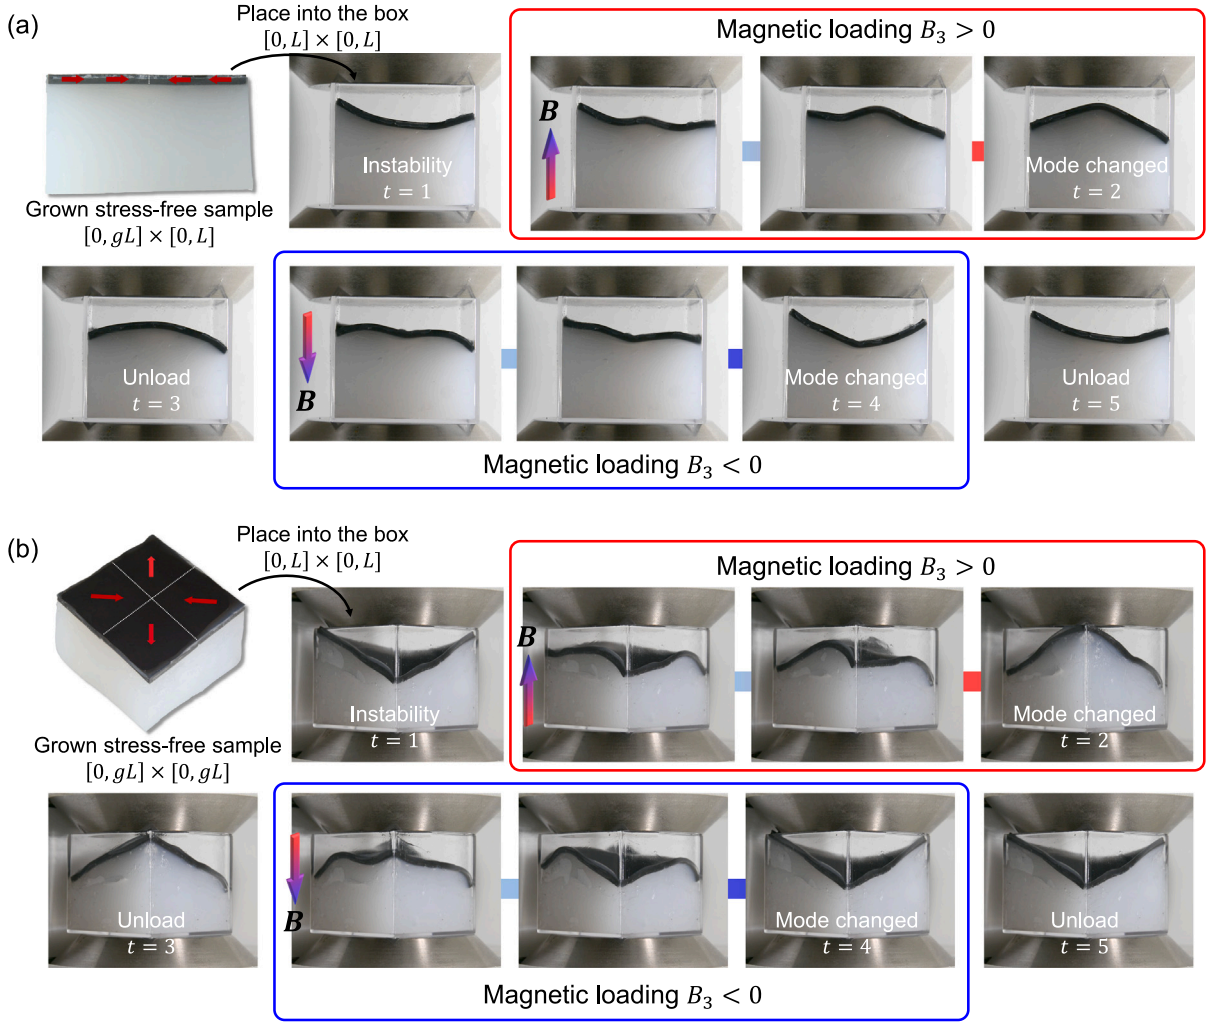 (a)
Place into the box
[0, L] × [0, L]
Magnetic loading B₃ > 0
Grown stress-free sample
[0, gL] × [0, L]
Instability
t = 1
B
Mode changed
t = 2
Unload
t = 3
B
Mode changed
t = 4
Unload
t = 5
Magnetic loading B₃ < 0
(b)
Place into the box
[0, L] × [0, L]
Magnetic loading B₃ > 0
Grown stress-free sample
[0, gL] × [0, gL]
Instability
t = 1
B
Mode changed
t = 2
Unload
t = 3
B
Mode changed
t = 4
Unload
t = 5
Magnetic loading B₃ < 0